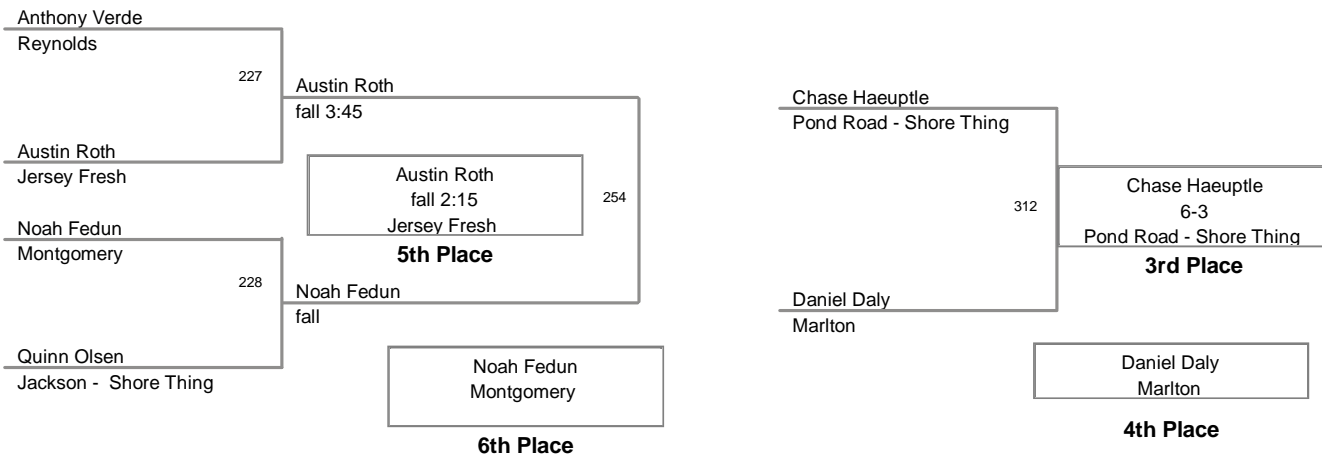 Anthony Verde
Reynolds
227
Austin Roth
fall 3:45
Austin Roth
Jersey Fresh
Austin Roth
fall 2:15
Jersey Fresh
5th Place
254
Noah Fedun
Montgomery
228
Noah Fedun
fall
Quinn Olsen
Jackson - Shore Thing
Noah Fedun
Montgomery
6th Place
Chase Haeuptle
Pond Road - Shore Thing
312
Chase Haeuptle
6-3
Pond Road - Shore Thing
3rd Place
Daniel Daly
Marlton
Daniel Daly
Marlton
4th Place